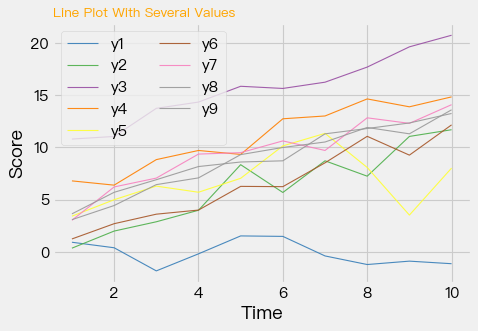 Line Plot With Several Values
y1 y6
y2 y7
y3 y8
y4 y9
y5
20
15
10
5
0
Score
2 4 6 8 10
Time